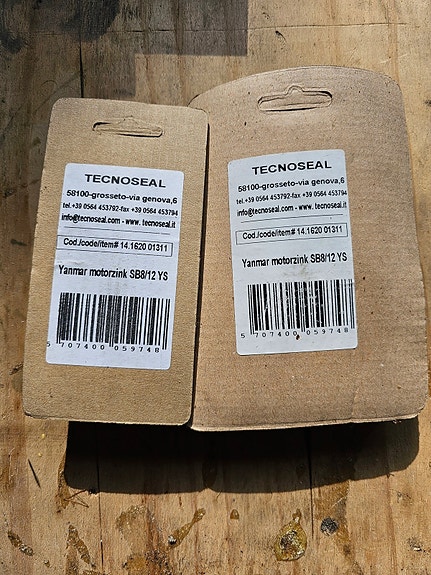 TECNOSEAL
58100-grosseto-via genova,6
tel.+39 0564 453792-fax +39 0564 453794
info@tecnoseal.com - www. tecnoseal.it
Cod./code/item# 14.1620 01311
Yanmar motorzink SB8/12 YS
5 707400 059748
TECNOSEAL
58100-grosseto-via genova,6
tel.+39 0564 453792-fax +39 0564 453794
info@tecnoseal.com - www. tecnoseal.it
Cod./code/item# 14.1620 01311
Yanmar motorzink SB8/12 YS
5 707400 059748